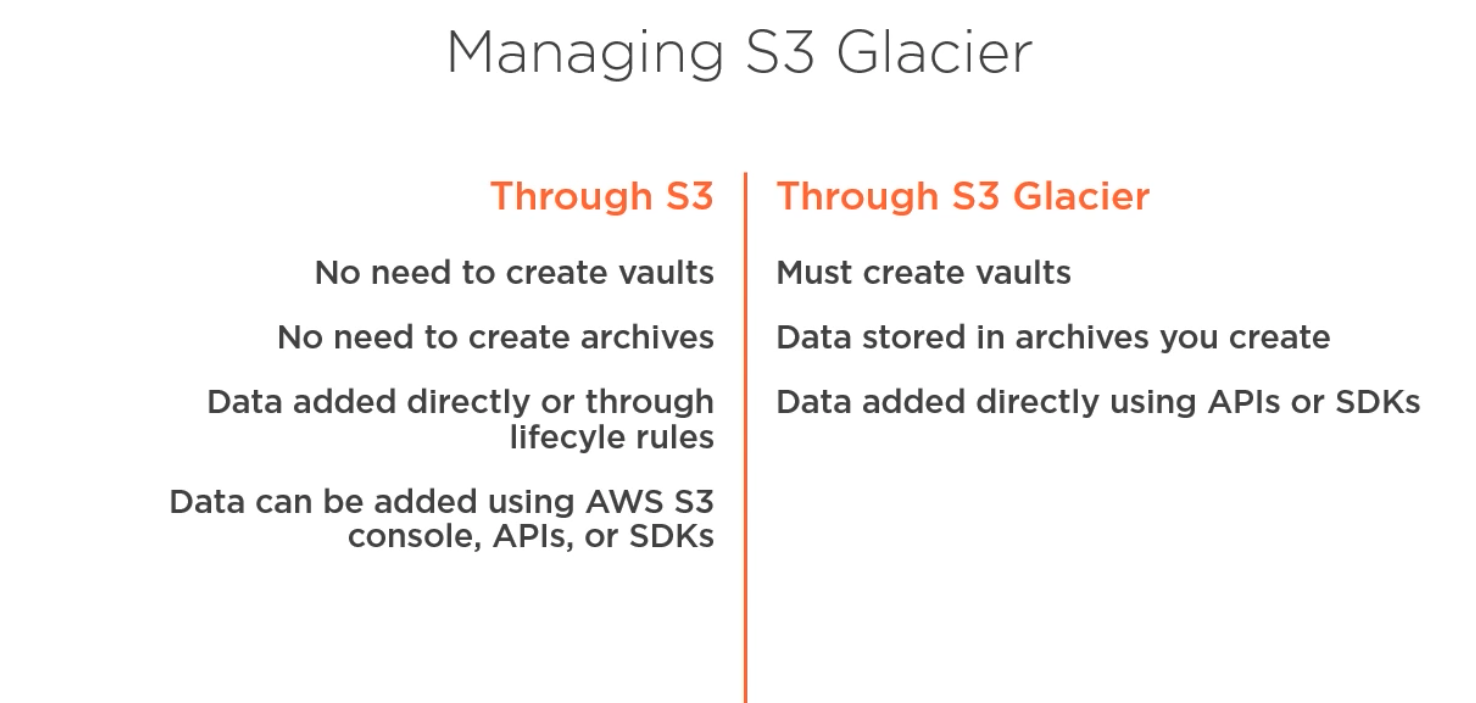 Managing S3 Glacier
Through S3
No need to create vaults
No need to create archives
Data added directly or through
lifecyle rules
Data can be added using AWS S3
console, APIs, or SDKs
Through S3 Glacier
Must create vaults
Data stored in archives you create
Data added directly using APIs or SDKs